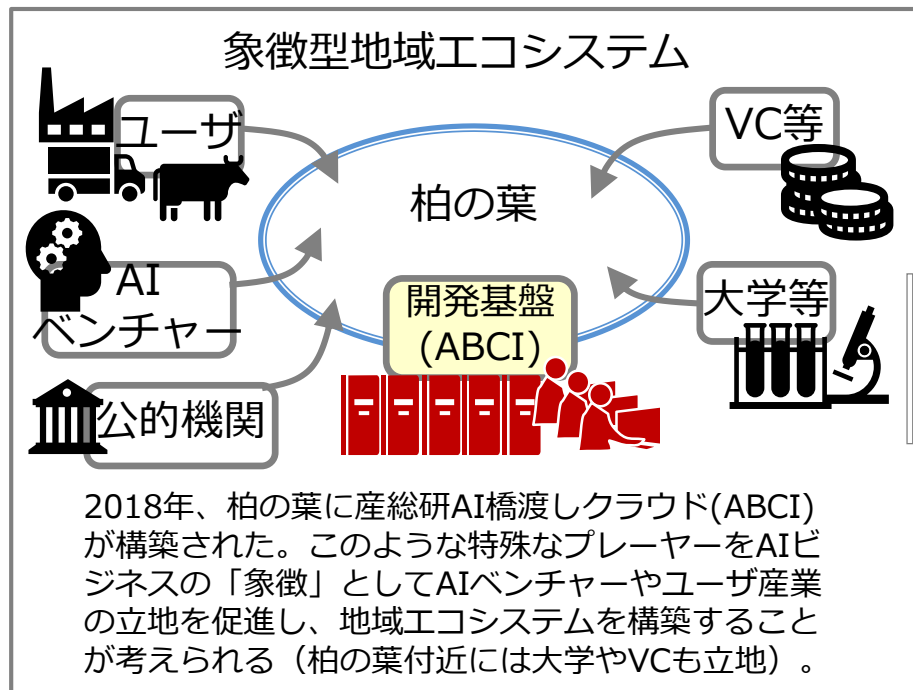 象徴型地域エコシステム
ユーザ
VC等
柏の葉
AI
ベンチャー
開発基盤
(ABCI)
大学等
公的機関
2018年、柏の葉に産総研AI橋渡しクラウド(ABCI)
が構築された。このような特殊なプレーヤーをAIビ
ジネスの「象徴」としてAIベンチャーやユーザ産業
の立地を促進し、地域エコシステムを構築すること
が考えられる（柏の葉付近には大学やVCも立地）。